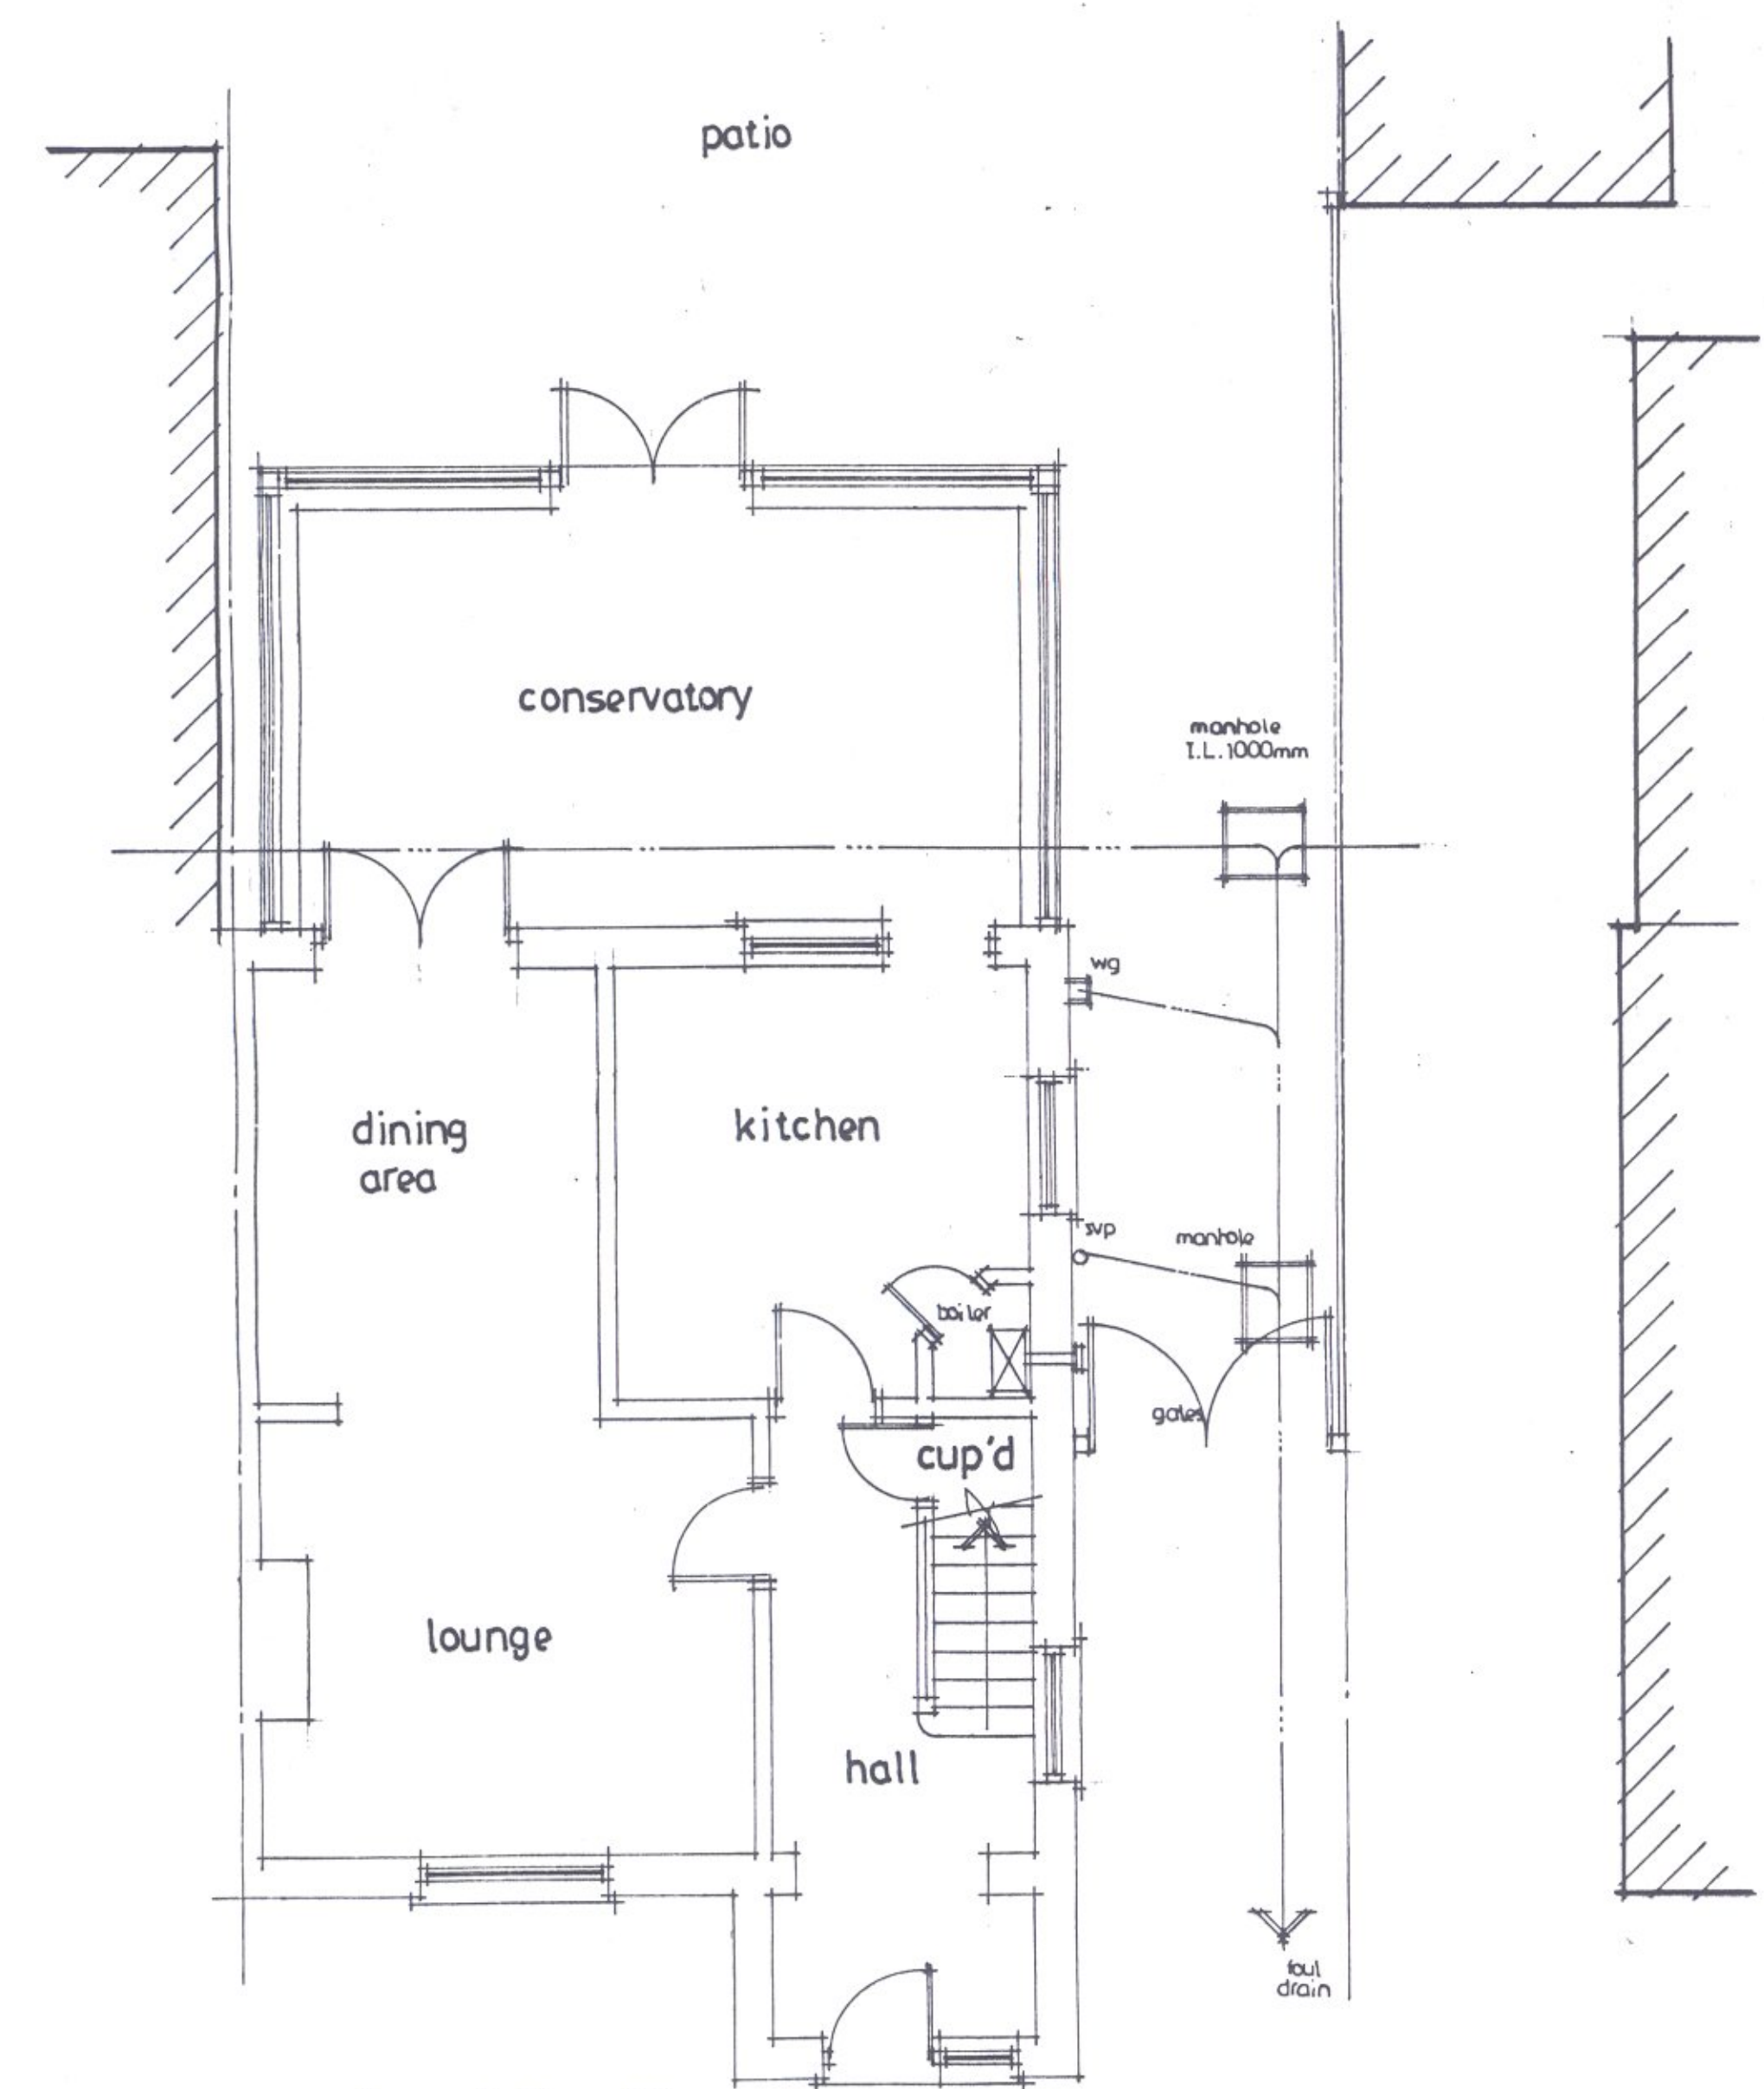 patio
conservatory
manhole
I.L. 1000mm
wg
dining
area
kitchen
svp
manhole
boiler
gates
cup'd
lounge
hall
foul
drain